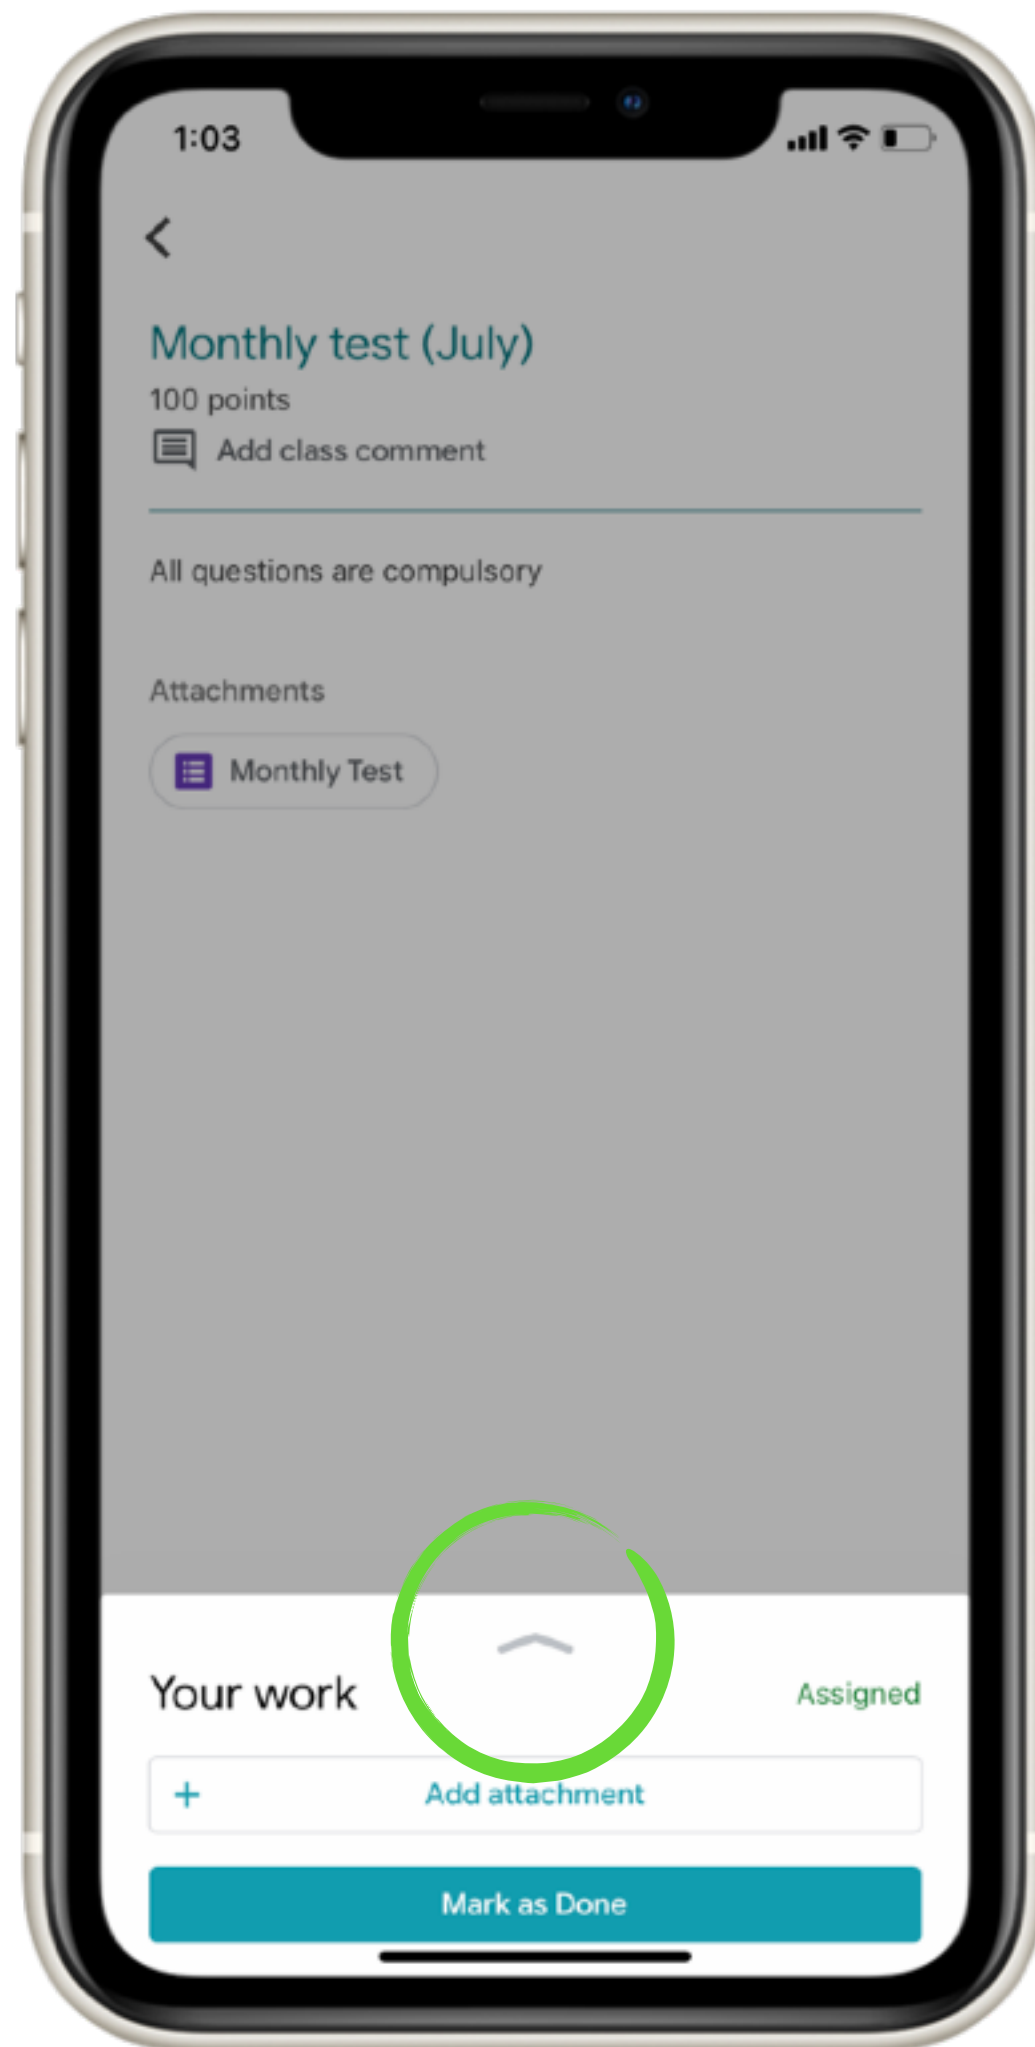 1:03
Monthly test (July)
100 points
Add class comment
All questions are compulsory
Attachments
Monthly Test
Your work
Assigned
+ Add attachment
Mark as Done